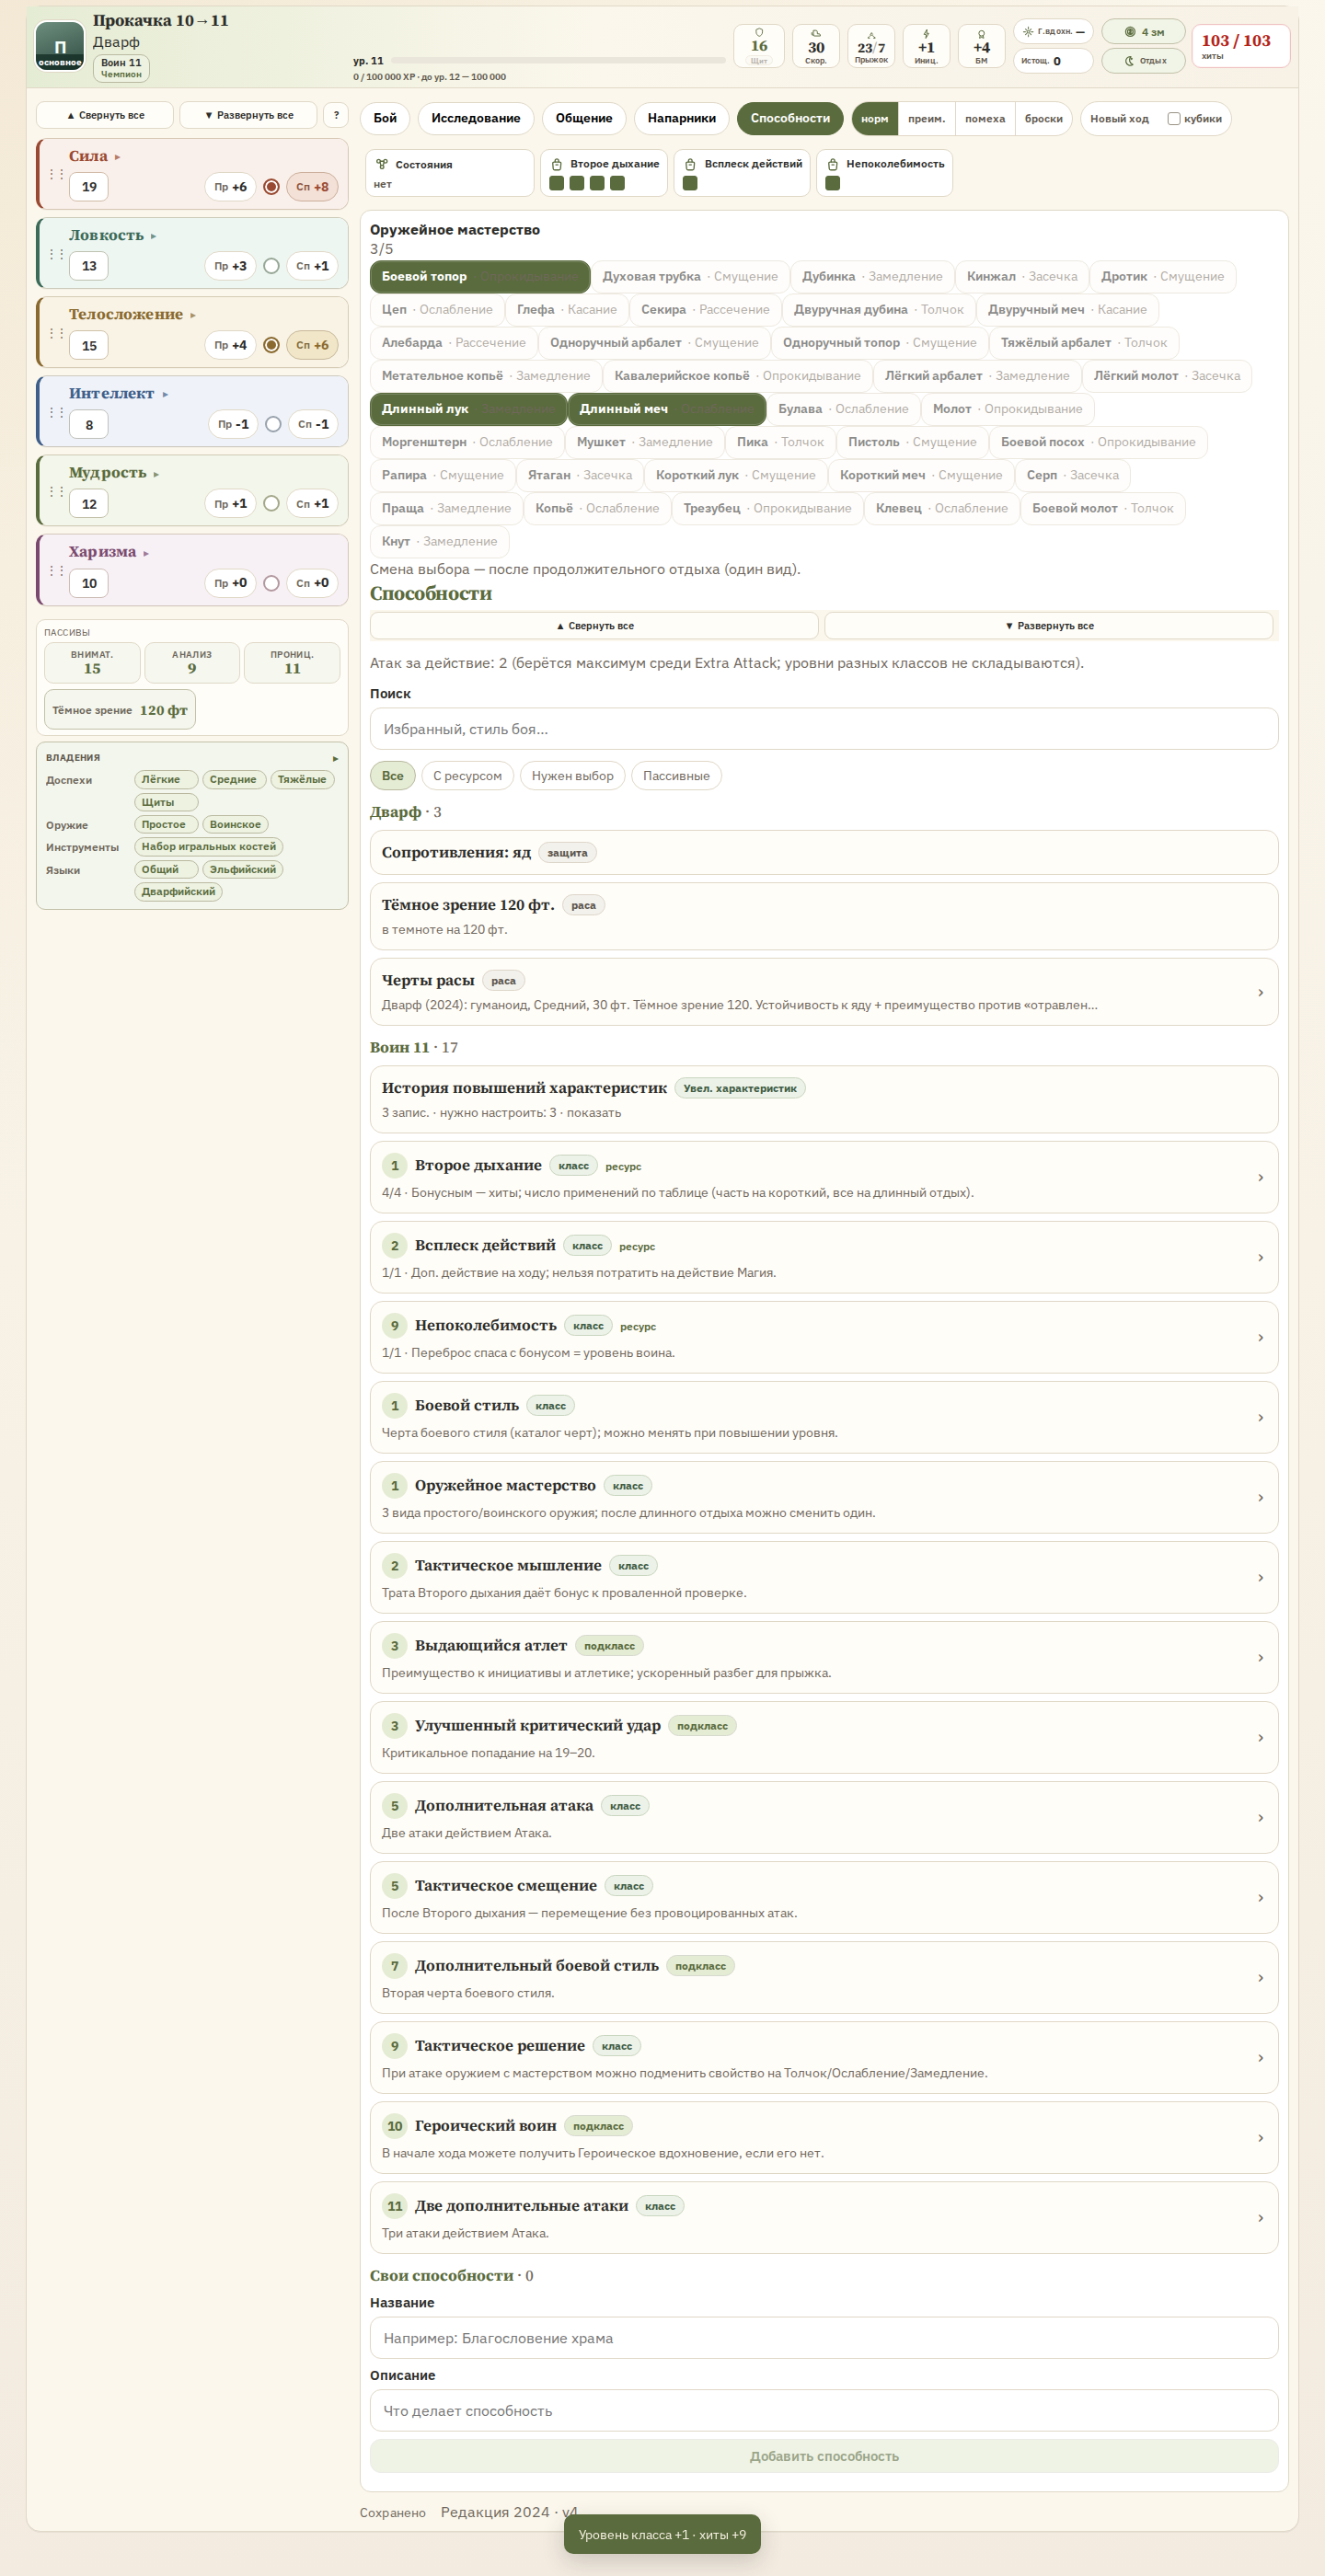 П
основное
Прокачка 10→11
Дварф
Воин 11
Чемпион
ур. 11
0 / 100 000 XP · до ур. 12 — 100 000
16
Щит
30
Скор.
23/7
Прыжок
+1
Иниц.
+4
БМ
Г.вдохн. —
Истощ. 0
4 зм
Отдых
103 / 103
хиты
▲ Свернуть все
▼ Развернуть все
?
Сила ▸
19 Пр +6 Сп +8
Ловкость ▸
13 Пр +3 Сп +1
Телосложение ▸
15 Пр +4 Сп +6
Интеллект ▸
8 Пр -1 Сп -1
Мудрость ▸
12 Пр +1 Сп +1
Харизма ▸
10 Пр +0 Сп +0
ПАССИВЫ
ВНИМАТ. АНАЛИЗ ПРОНИЦ.
15 9 11
Тёмное зрение 120 фт
ВЛАДЕНИЯ ▸
Доспехи Лёгкие Средние Тяжёлые
Щиты
Оружие Простое Воинское
Инструменты Набор игральных костей
Языки Общий Эльфийский
Дварфийский
Бой Исследование Общение Напарники Способности норм преим. помеха броски Новый ход кубики
Состояния
нет
Второе дыхание
Всплеск действий
Непоколебимость
Оружейное мастерство
3/5
Боевой топор Духовая трубка · Смущение Дубинка · Замедление Кинжал · Засечка Дротик · Смущение
Цеп · Ослабление Глефа · Касание Секира · Рассечение Двуручная дубина · Толчок Двуручный меч · Касание
Алебарда · Рассечение Одноручный арбалет · Смущение Одноручный топор · Смущение Тяжёлый арбалет · Толчок
Метательное копьё · Замедление Кавалерийское копьё · Опрокидывание Лёгкий арбалет · Замедление Лёгкий молот · Засечка
Длинный лук Длинный меч Булава · Ослабление Молот · Опрокидывание
Моргенштерн · Ослабление Мушкет · Замедление Пика · Толчок Пистоль · Смущение Боевой посох · Опрокидывание
Рапира · Смущение Ятаган · Засечка Короткий лук · Смущение Короткий меч · Смущение Серп · Засечка
Праща · Замедление Копьё · Ослабление Трезубец · Опрокидывание Клевец · Ослабление Боевой молот · Толчок
Кнут · Замедление
Смена выбора — после продолжительного отдыха (один вид).
Способности
▲ Свернуть все ▼ Развернуть все
Атак за действие: 2 (берётся максимум среди Extra Attack; уровни разных классов не складываются).
Поиск
Избранный, стиль боя…
Все С ресурсом Нужен выбор Пассивные
Дварф · 3
Сопротивления: яд защита
Тёмное зрение 120 фт. раса
в темноте на 120 фт.
Черты расы раса
Дварф (2024): гуманоид, Средний, 30 фт. Тёмное зрение 120. Устойчивость к яду + преимущество против «отравлен… ›
Воин 11 · 17
История повышений характеристик Увел. характеристик
3 запис. · нужно настроить: 3 · показать
1 Второе дыхание класс ресурс
4/4 · Бонусным — хиты; число применений по таблице (часть на короткий, все на длинный отдых). ›
2 Всплеск действий класс ресурс
1/1 · Доп. действие на ходу; нельзя потратить на действие Магия. ›
9 Непоколебимость класс ресурс
1/1 · Переброс спаса с бонусом = уровень воина. ›
1 Боевой стиль класс
Черта боевого стиля (каталог черт); можно менять при повышении уровня. ›
1 Оружейное мастерство класс
3 вида простого/воинского оружия; после длинного отдыха можно сменить один. ›
2 Тактическое мышление класс
Трата Второго дыхания даёт бонус к проваленной проверке. ›
3 Выдающийся атлет подкласс
Преимущество к инициативы и атлетике; ускоренный разбег для прыжка. ›
3 Улучшенный критический удар подкласс
Критикальное попадание на 19–20. ›
5 Дополнительная атака класс
Две атаки действием Атака. ›
5 Тактическое смещение класс
После Второго дыхания — перемещение без провоцированных атак. ›
7 Дополнительный боевой стиль подкласс
Вторая черта боевого стиля. ›
9 Тактическое решение класс
При атаке оружием с мастерством можно подменить свойство на Толчок/Ослабление/Замедление. ›
10 Героический воин подкласс
В начале хода можете получить Героическое вдохновение, если его нет. ›
11 Две дополнительные атаки класс
Три атаки действием Атака. ›
Свои способности · 0
Название
Например: Благословение храма
Описание
Что делает способность
Добавить способность
Сохранено Редакция 2024 · v4
Уровень класса +1 · хиты +9